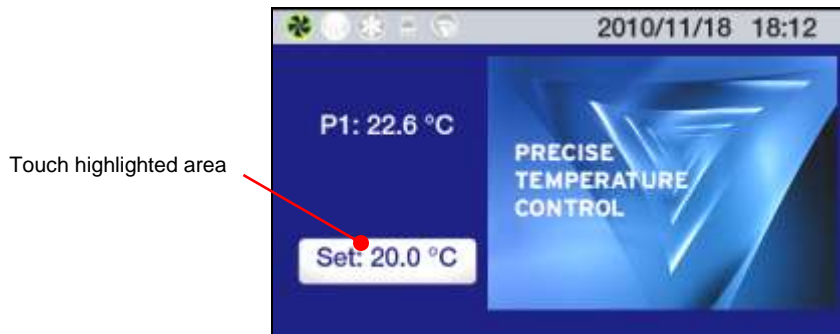 2010/11/18 18:12
P1: 22.6 °C
PRECISE
TEMPERATURE
CONTROL
Touch highlighted area
Set: 20.0 °C